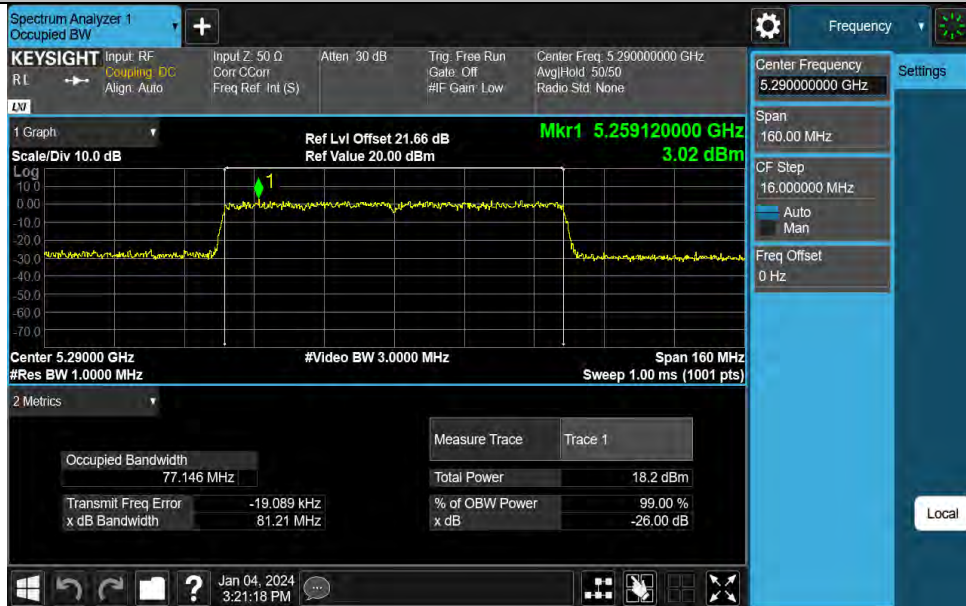 Spectrum Analyzer 1
Occupied BW
+
Frequency
KEYSIGHT
RL
LXI
Input: RF
Coupling: DC
Align: Auto
Input Z: 50 Ω
Corr CCorr
Freq Ref: Int (S)
Atten: 30 dB
Trig: Free Run
Gate: Off
#IF Gain: Low
Center Freq: 5.290000000 GHz
Avg|Hold: 50/50
Radio Std: None
1 Graph
Scale/Div 10.0 dB
Ref Lvl Offset 21.66 dB
Ref Value 20.00 dBm
Mkr1 5.259120000 GHz
3.02 dBm
Log
10.0
0.00
-10.0
-20.0
-30.0
-40.0
-50.0
-60.0
-70.0
1
Center 5.29000 GHz
#Res BW 1.0000 MHz
#Video BW 3.0000 MHz
Span 160 MHz
Sweep 1.00 ms (1001 pts)
2 Metrics
Occupied Bandwidth
77.146 MHz
Transmit Freq Error -19.089 kHz
x dB Bandwidth 81.21 MHz
Measure Trace Trace 1
Total Power 18.2 dBm
% of OBW Power 99.00 %
x dB -26.00 dB
Center Frequency
5.290000000 GHz
Span
160.00 MHz
CF Step
16.000000 MHz
Auto
Man
Freq Offset
0 Hz
Settings
Local
?
Jan 04, 2024
3:21:18 PM